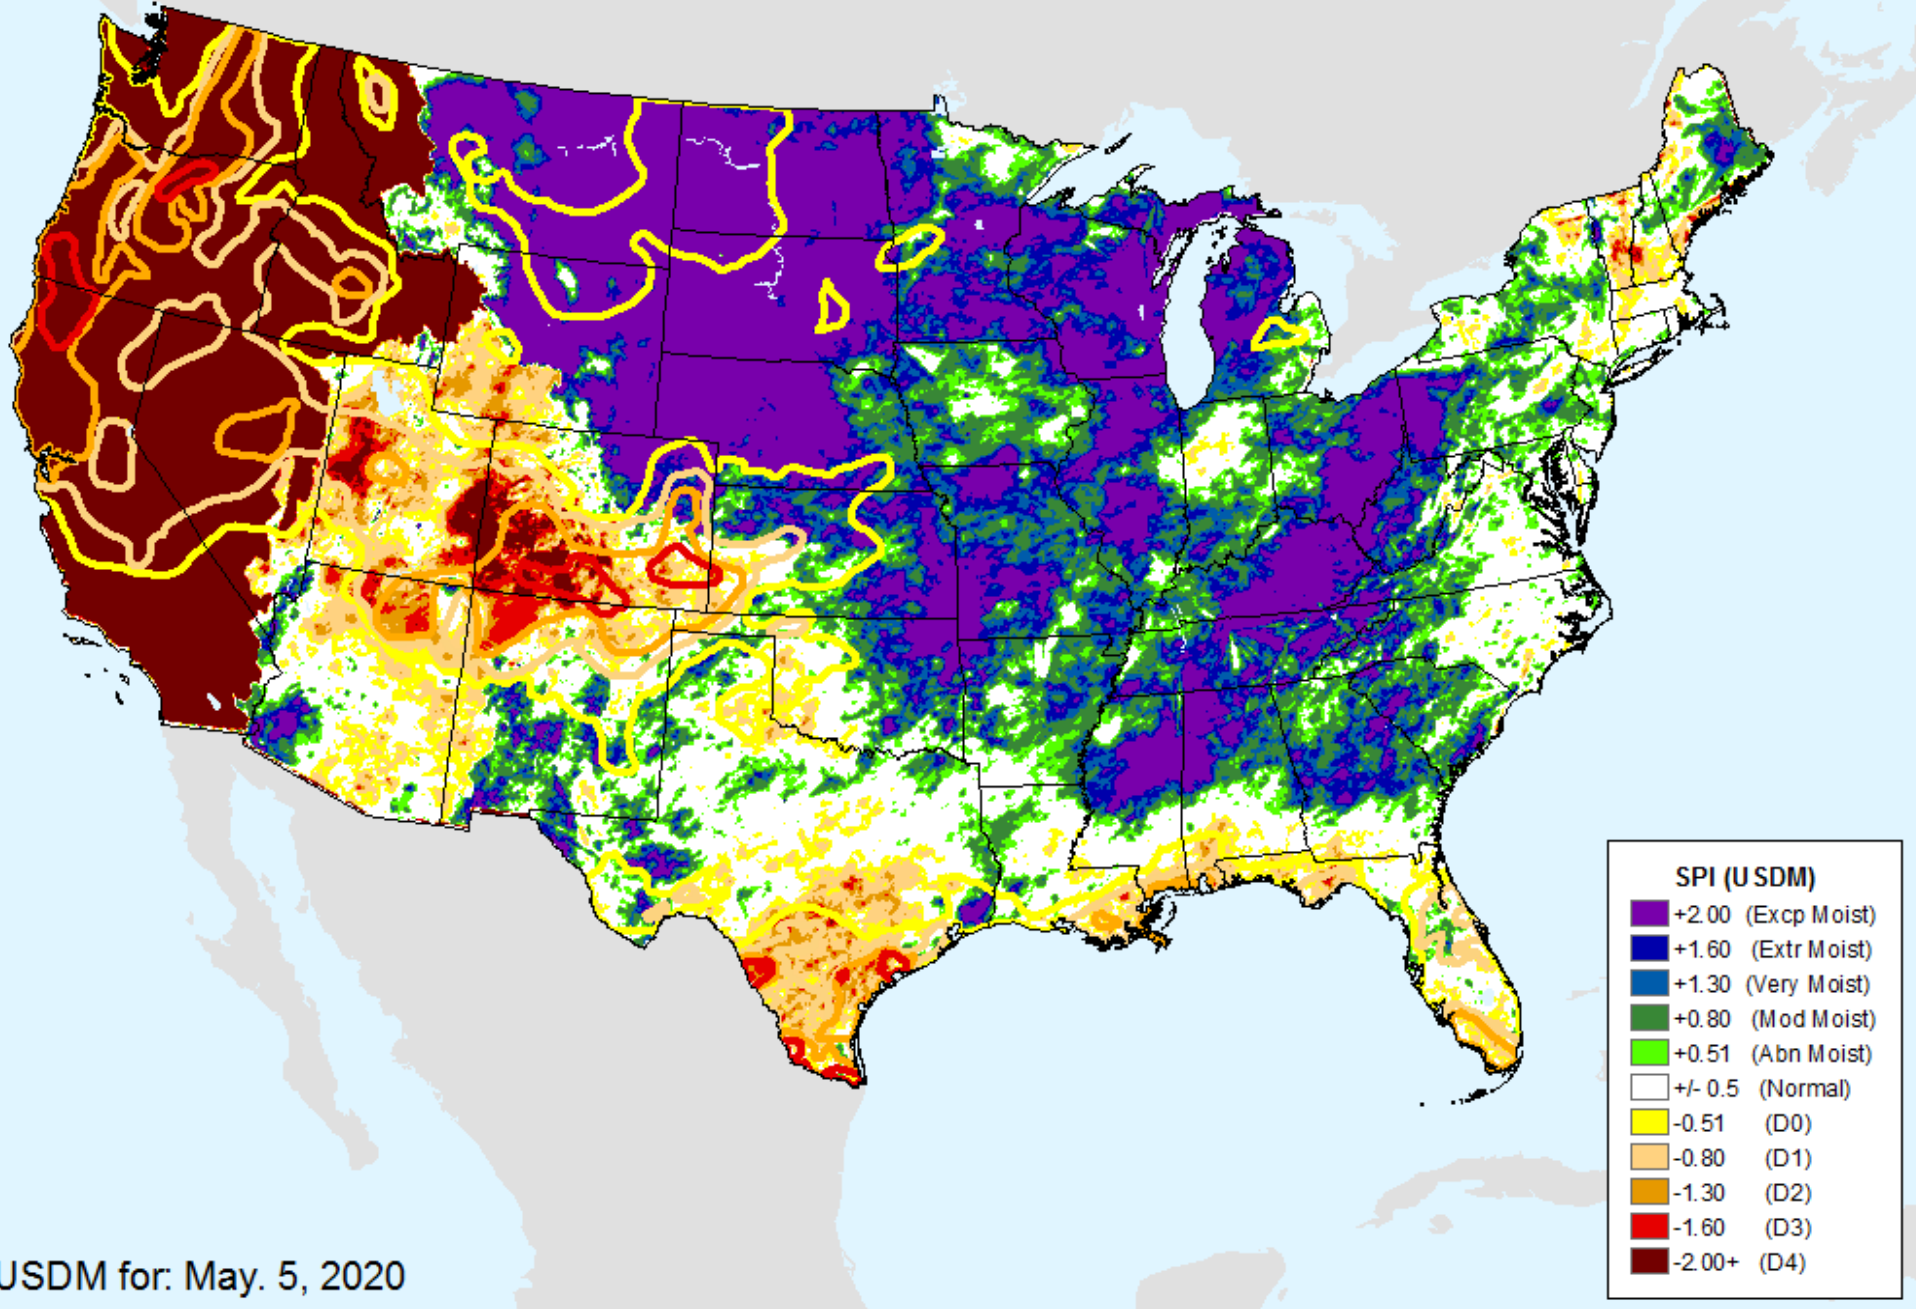 SPI (USDM)
+2.00 (Excp Moist)
+1.60 (Extr Moist)
+1.30 (Very Moist)
+0.80 (Mod Moist)
+0.51 (Abn Moist)
+/- 0.5 (Normal)
-0.51 (D0)
-0.80 (D1)
-1.30 (D2)
-1.60 (D3)
-2.00+ (D4)
USDM for: May. 5, 2020